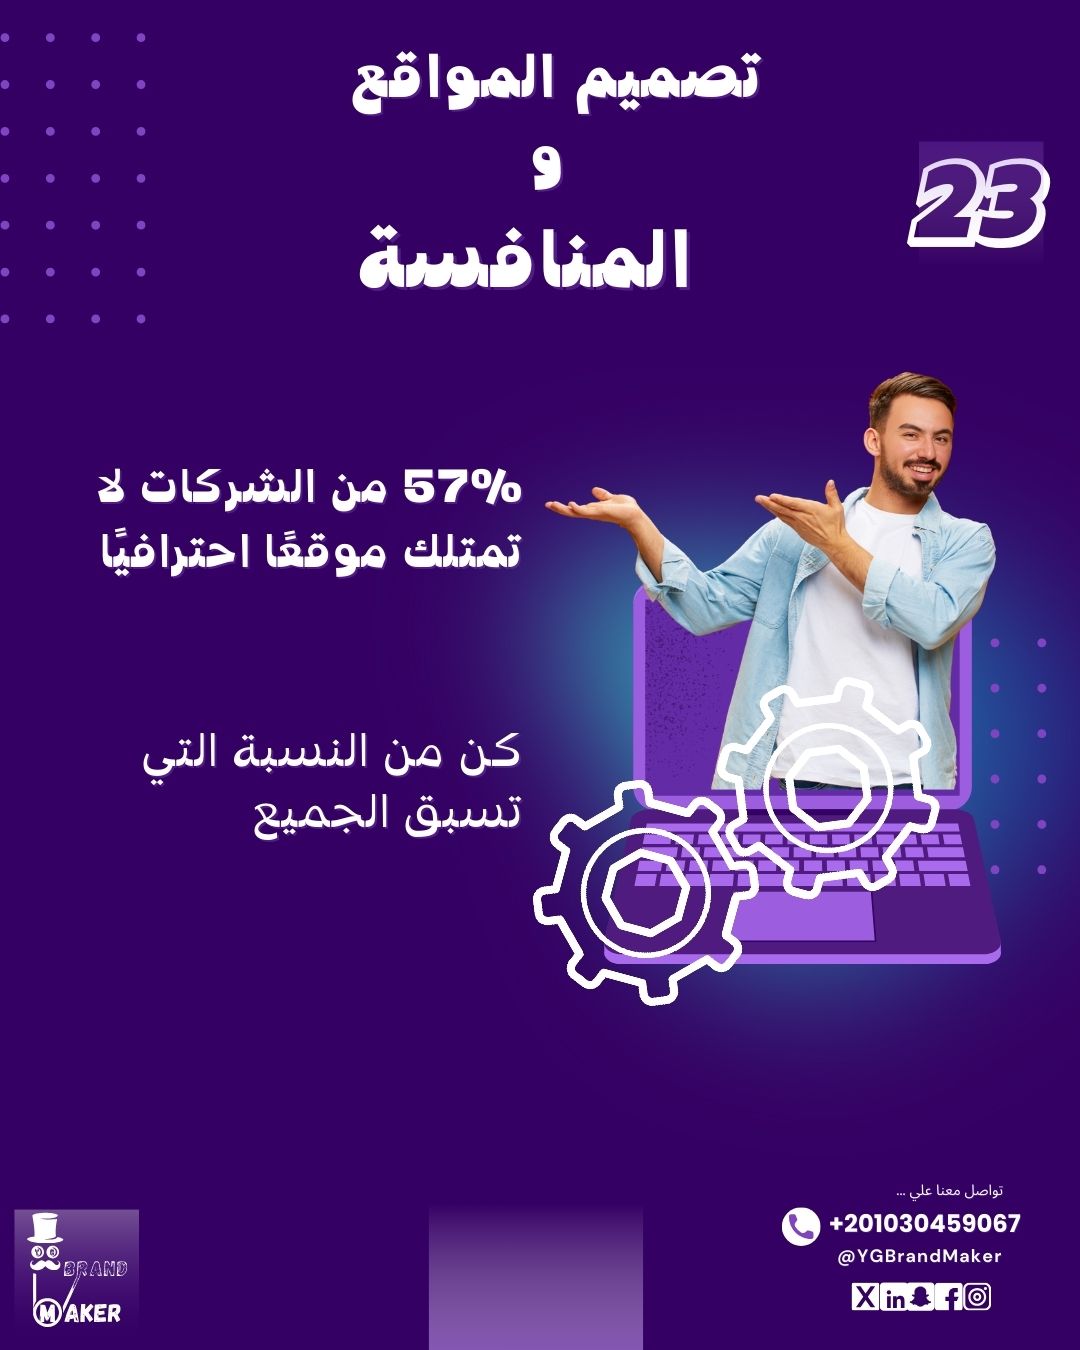 تصميم المواقع
و
المنافسة
23
57% من الشركات لا
تمتلك موقعًا احترافيًا
كن من النسبة التي
تسبق الجميع
تواصل معنا علي ...
+201030459067
@YGBrandMaker
BRAND
MAKER